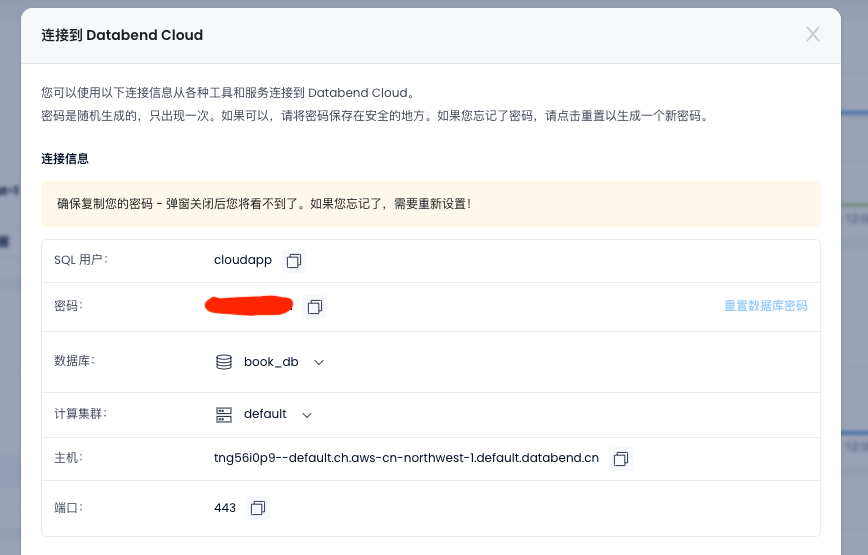 连接到 Databend Cloud
您可以使用以下连接信息从各种工具和服务连接到 Databend Cloud。
密码是随机生成的，只出现一次。如果可以，请将密码保存在安全的地方。如果您忘记了密码，请点击重置以生成一个新密码。
连接信息
确保复制您的密码 - 弹窗关闭后您将看不到了。如果您忘记了，需要重新设置！
SQL 用户： cloudapp
密码： 重置数据库密码
数据库： book_db
计算集群： default
主机： tng56i0p9--default.ch.aws-cn-northwest-1.default.databend.cn
端口： 443